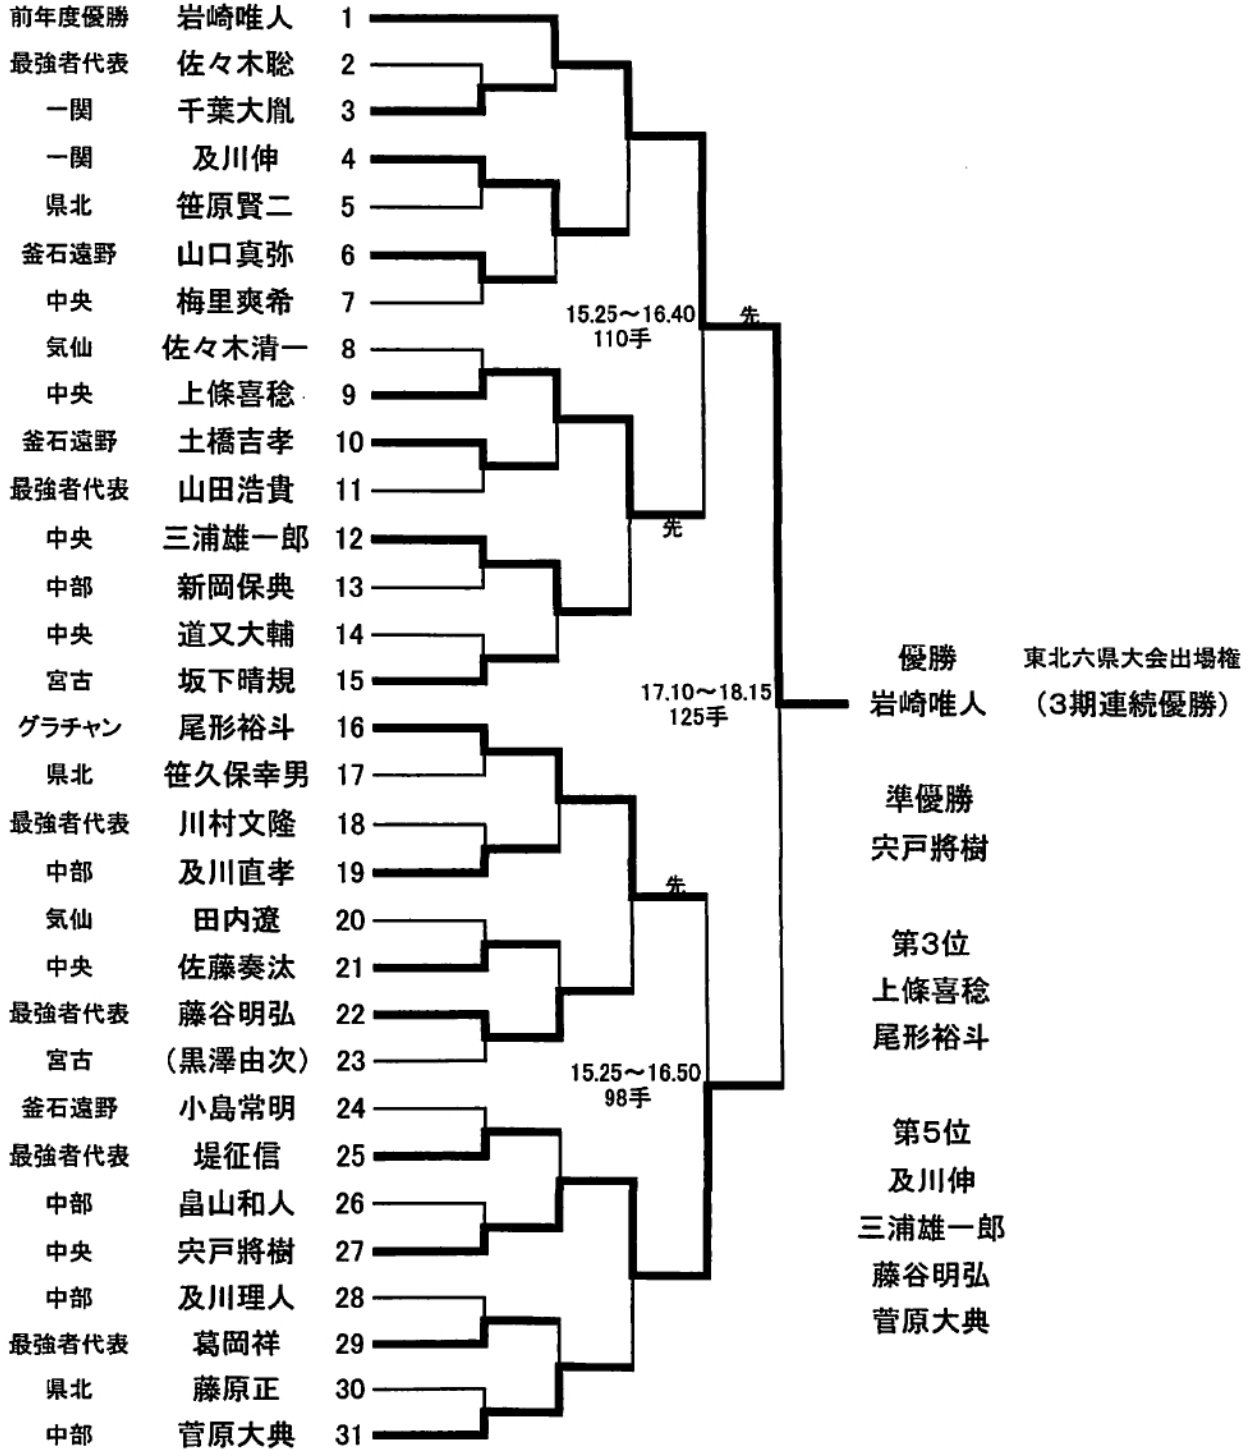 前年度優勝 岩崎唯人 1
最強者代表 佐々木聡 2
一関 千葉大胤 3
一関 及川伸 4
県北 笹原賢二 5
釜石遠野 山口真弥 6
中央 梅里爽希 7
15.25～16.40 先
110手
気仙 佐々木清一 8
中央 上條喜稔 9
釜石遠野 土橋吉孝 10
最強者代表 山田浩貴 11
先
中央 三浦雄一郎 12
中部 新岡保典 13
中央 道又大輔 14
宮古 坂下晴規 15
優勝 東北六県大会出場権
17.10～18.15
125手
岩崎唯人 （3期連続優勝）
グラチャン 尾形裕斗 16
県北 笹久保幸男 17
準優勝
最強者代表 川村文隆 18
宍戸將樹
中部 及川直孝 19
先
気仙 田内遼 20
第3位
中央 佐藤奏汰 21
上條喜稔
最強者代表 藤谷明弘 22
尾形裕斗
宮古 （黒澤由次） 23
15.25～16.50
98手
釜石遠野 小島常明 24
第5位
最強者代表 堤征信 25
及川伸
中部 畠山和人 26
三浦雄一郎
中央 宍戸將樹 27
藤谷明弘
中部 及川理人 28
菅原大典
最強者代表 葛岡祥 29
県北 藤原正 30
中部 菅原大典 31